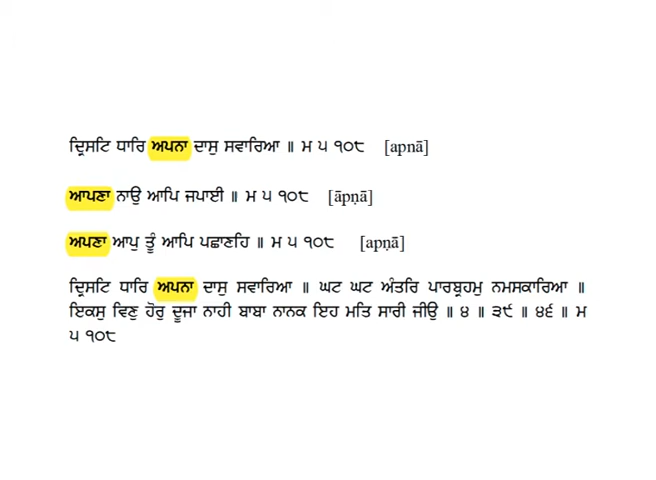 ਦ੍ਰਿਸਟਿ ਧਾਰਿ ਅਪਨਾ ਦਾਸੁ ਸਵਾਰਿਆ ॥ ਮ ੫ ੧੦੮ [apnā]
ਆਪਣਾ ਨਾਉ ਆਪਿ ਜਪਾਈ ॥ ਮ ੫ ੧੦੮ [āpṇā]
ਅਪਣਾ ਆਪੁ ਤੂੰ ਆਪਿ ਪਛਾਣਹਿ ॥ ਮ ੫ ੧੦੮ [apṇā]
ਦ੍ਰਿਸਟਿ ਧਾਰਿ ਅਪਨਾ ਦਾਸੁ ਸਵਾਰਿਆ ॥ ਘਟ ਘਟ ਅੰਤਰਿ ਪਾਰਬ੍ਰਹਮੁ ਨਮਸਕਾਰਿਆ ॥
ਇਕਸੁ ਵਿਣੁ ਹੋਰੁ ਦੂਜਾ ਨਾਹੀ ਬਾਬਾ ਨਾਨਕ ਇਹ ਮਤਿ ਸਾਰੀ ਜੀਉ ॥ ੪ ॥ ੩੯ ॥ ੪੬ ॥ ਮ
੫ ੧੦੮